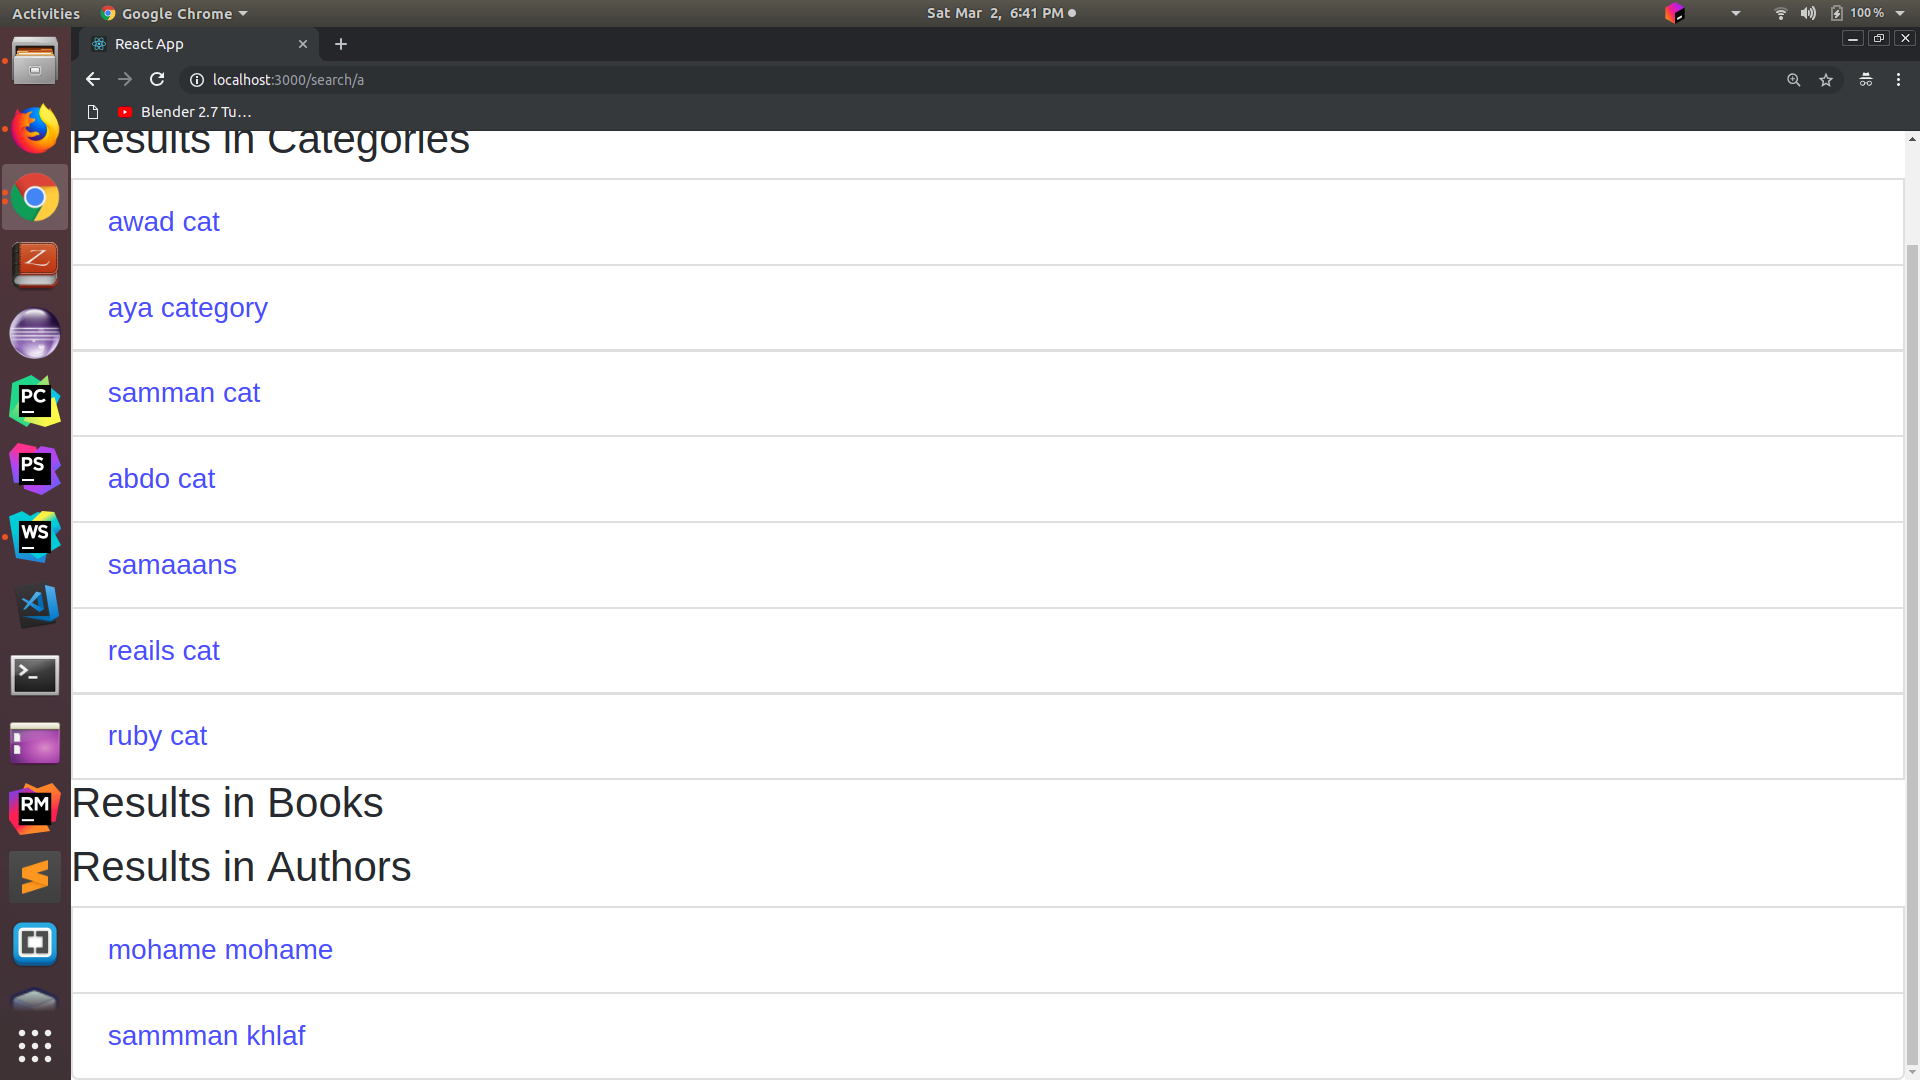 Activities
Google Chrome
Sat Mar 2, 6:41 PM
100%
React App
localhost:3000/search/a
Blender 2.7 Tu…
Results in Categories
awad cat
aya category
samman cat
abdo cat
samaaans
reails cat
ruby cat
Results in Books
Results in Authors
mohame mohame
sammman khlaf
PC
PS
WS
RM